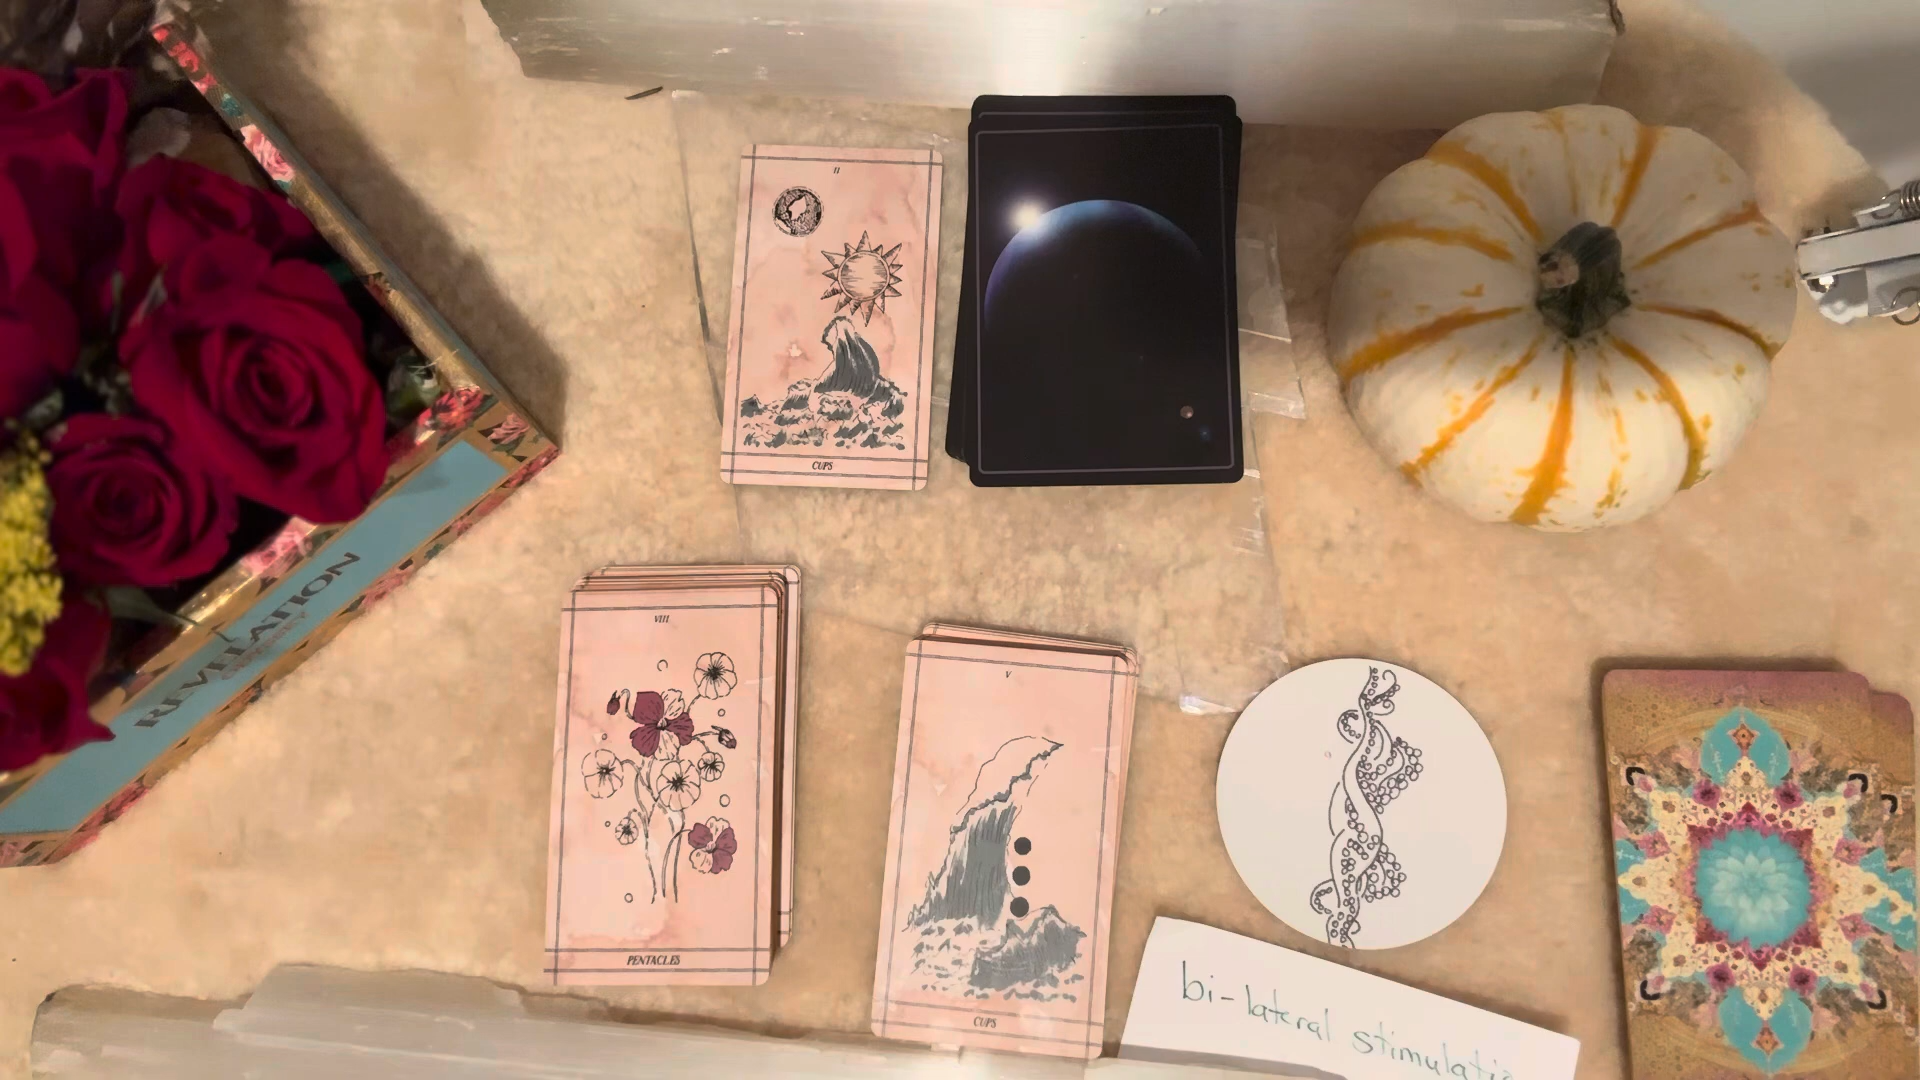 II
CUPS
REVELATION
VIII
PENTACLES
V
CUPS
bi-lateral stimulati